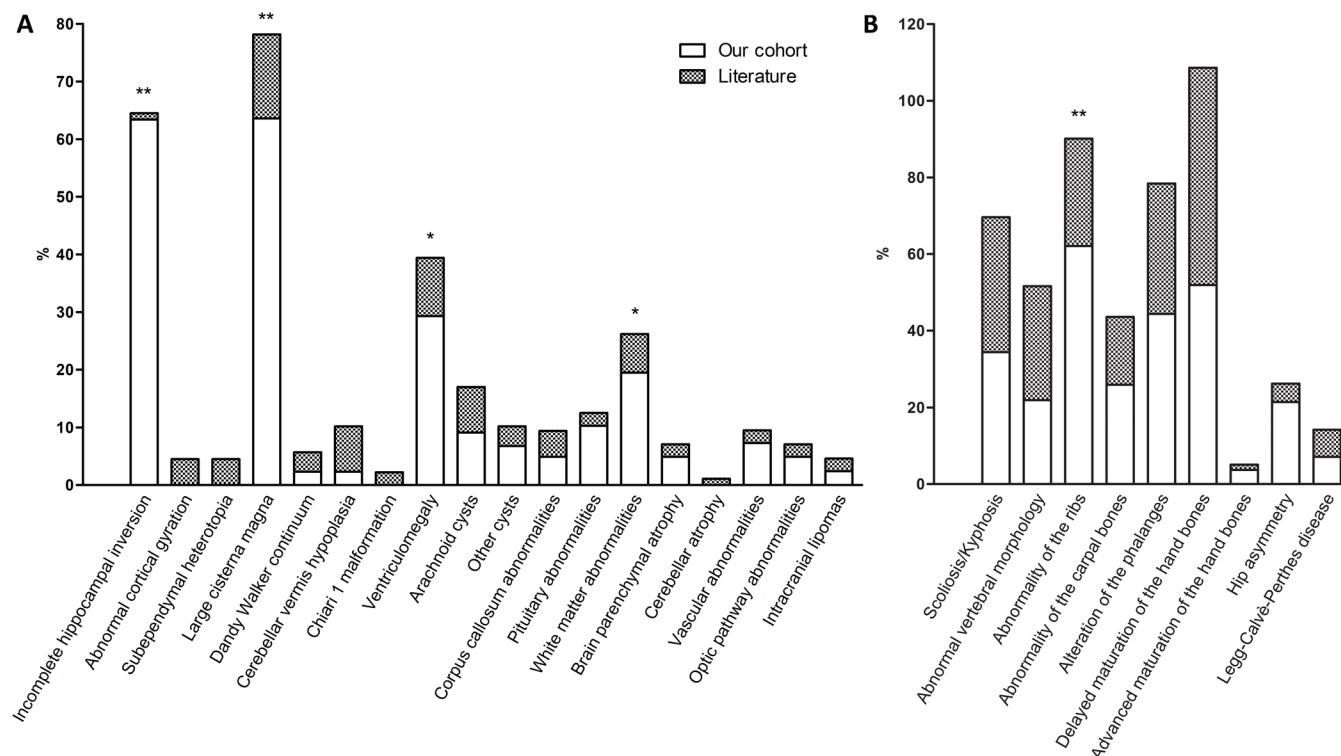 A
80
70
60
50
40
30
20
10
0
%
**
**
*
*
Our cohort
Literature
Incomplete hippocampal inversion
Abnormal cortical gyration
Subependymal heterotopia
Large cisterna magna
Dandy Walker continuum
Cerebellar vermis hypoplasia
Chiari 1 malformation
Ventriculomegaly
Arachnoid cysts
Other cysts
Corpus callosum abnormalities
Pituitary abnormalities
White matter abnormalities
Brain parenchymal atrophy
Cerebellar atrophy
Vascular abnormalities
Optic pathway abnormalities
Intracranial lipomas
B
120
100
80
60
40
20
0
%
**
Scoliosis/Kyphosis
Abnormal vertebral morphology
Abnormality of the ribs
Abnormality of the carpal bones
Alteration of the phalanges
Delayed maturation of the hand bones
Advanced maturation of the hand bones
Hip asymmetry
Legg-Calvè-Perthes disease